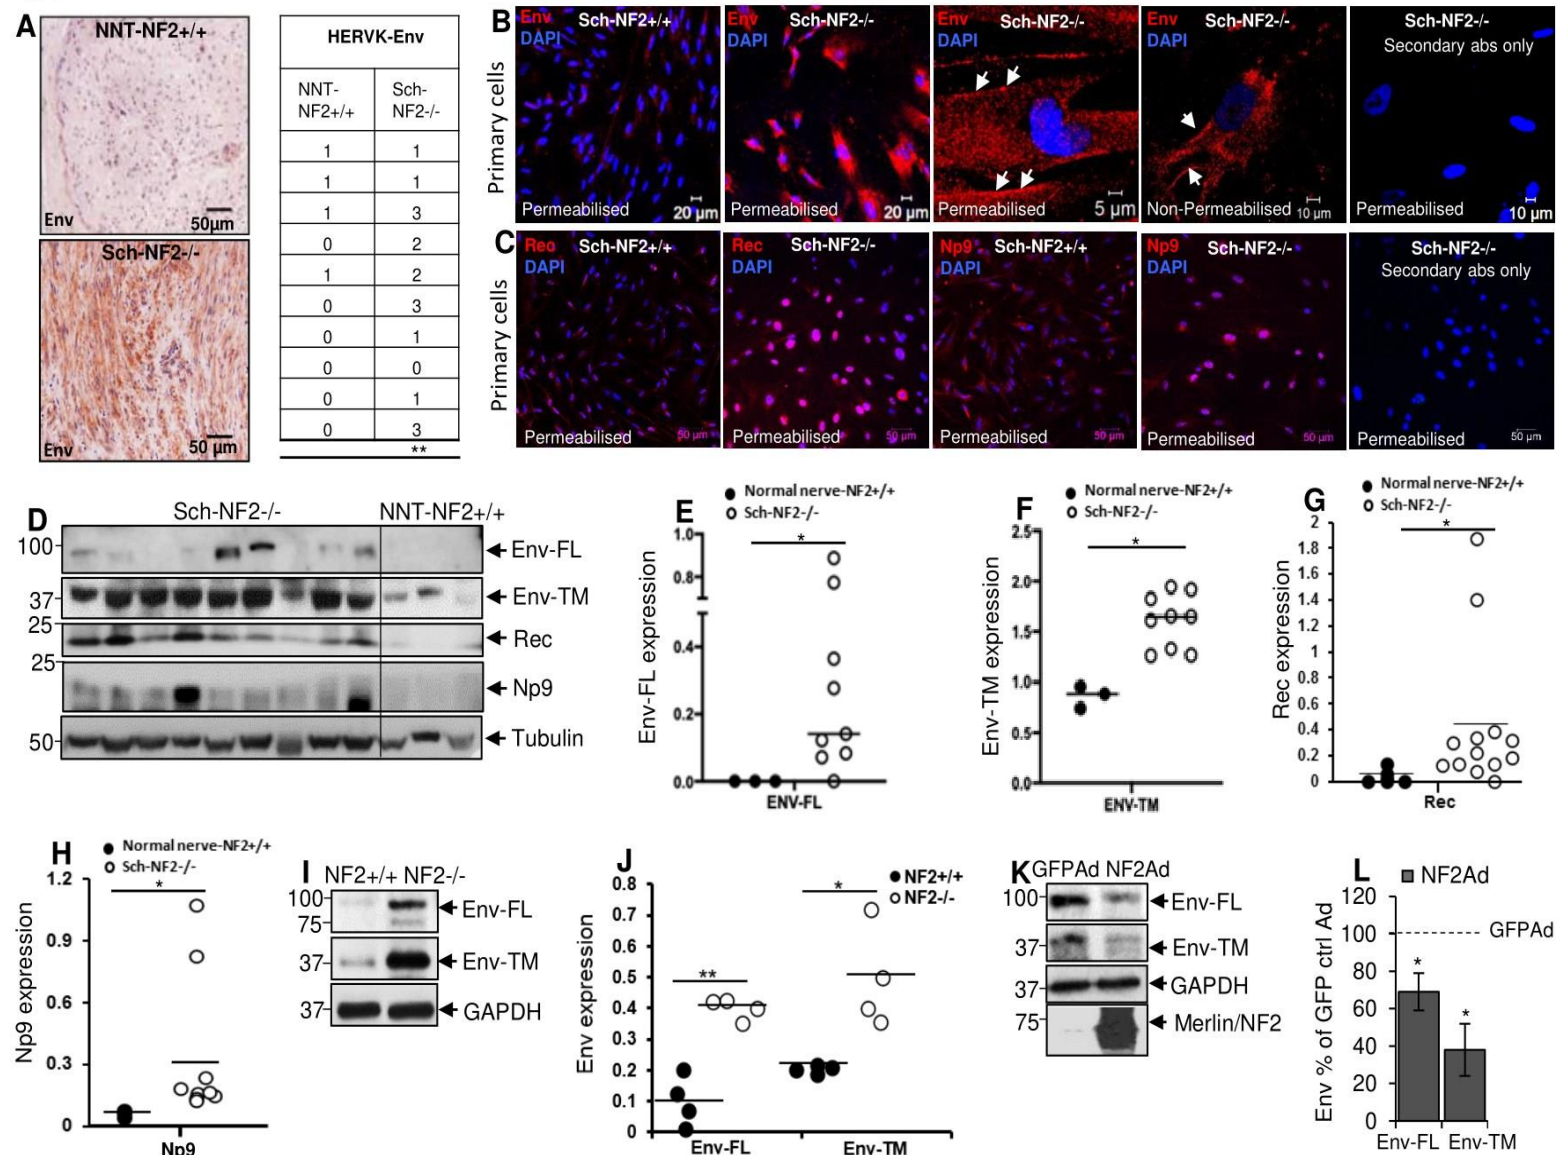 A
NNT-NF2+/+
Env
50µm
Sch-NF2-/-
Env
50 µm
HERVK-Env
NNT-
NF2+/+
Sch-
NF2-/-
1 1
1 1
1 3
0 2
1 2
0 3
0 1
0 0
0 1
0 3
**
B
Primary cells
Env
DAPI
Sch-NF2+/+
Permeabilised
20 µm
Env
DAPI
Sch-NF2-/-
Permeabilised
20 µm
Env
DAPI
Sch-NF2-/-
Permeabilised
5 µm
Env
DAPI
Sch-NF2-/-
Non-Permeabilised
10 µm
Sch-NF2-/-
Secondary abs only
Permeabilised
10 µm
C
Primary cells
Rec
DAPI
Sch-NF2+/+
Permeabilised
50 µm
Rec
DAPI
Sch-NF2-/-
Permeabilised
50 µm
Np9
DAPI
Sch-NF2+/+
Permeabilised
50 µm
Np9
DAPI
Sch-NF2-/-
Permeabilised
50 µm
Sch-NF2-/-
Secondary abs only
Permeabilised
50 µm
D
Sch-NF2-/- NNT-NF2+/+
100
Env-FL
37
Env-TM
25
Rec
25
Np9
50
Tubulin
E
Normal nerve-NF2+/+
Sch-NF2-/-
Env-FL expression
1.0
0.8
0.4
0.2
0.0
*
ENV-FL
F
Normal nerve-NF2+/+
Sch-NF2-/-
Env-TM expression
2.5
2.0
1.5
1.0
0.5
0.0
*
ENV-TM
G
Normal nerve-NF2+/+
Sch-NF2-/-
Rec expression
2
1.8
1.6
1.4
1.2
1
0.8
0.6
0.4
0.2
0
*
Rec
H
Normal nerve-NF2+/+
Sch-NF2-/-
Np9 expression
1.2
0.9
0.6
0.3
0
*
Np9
I
NF2+/+ NF2-/-
100
75
Env-FL
37
Env-TM
37
GAPDH
J
NF2+/+
NF2-/-
Env expression
0.8
0.7
0.6
0.5
0.4
0.3
0.2
0.1
0
**
*
Env-FL Env-TM
K
GFPAd NF2Ad
100
Env-FL
37
Env-TM
37
GAPDH
75
Merlin/NF2
L
NF2Ad
Env % of GFP ctrl Ad
120
100
80
60
40
20
0
GFPAd
*
*
Env-FL Env-TM